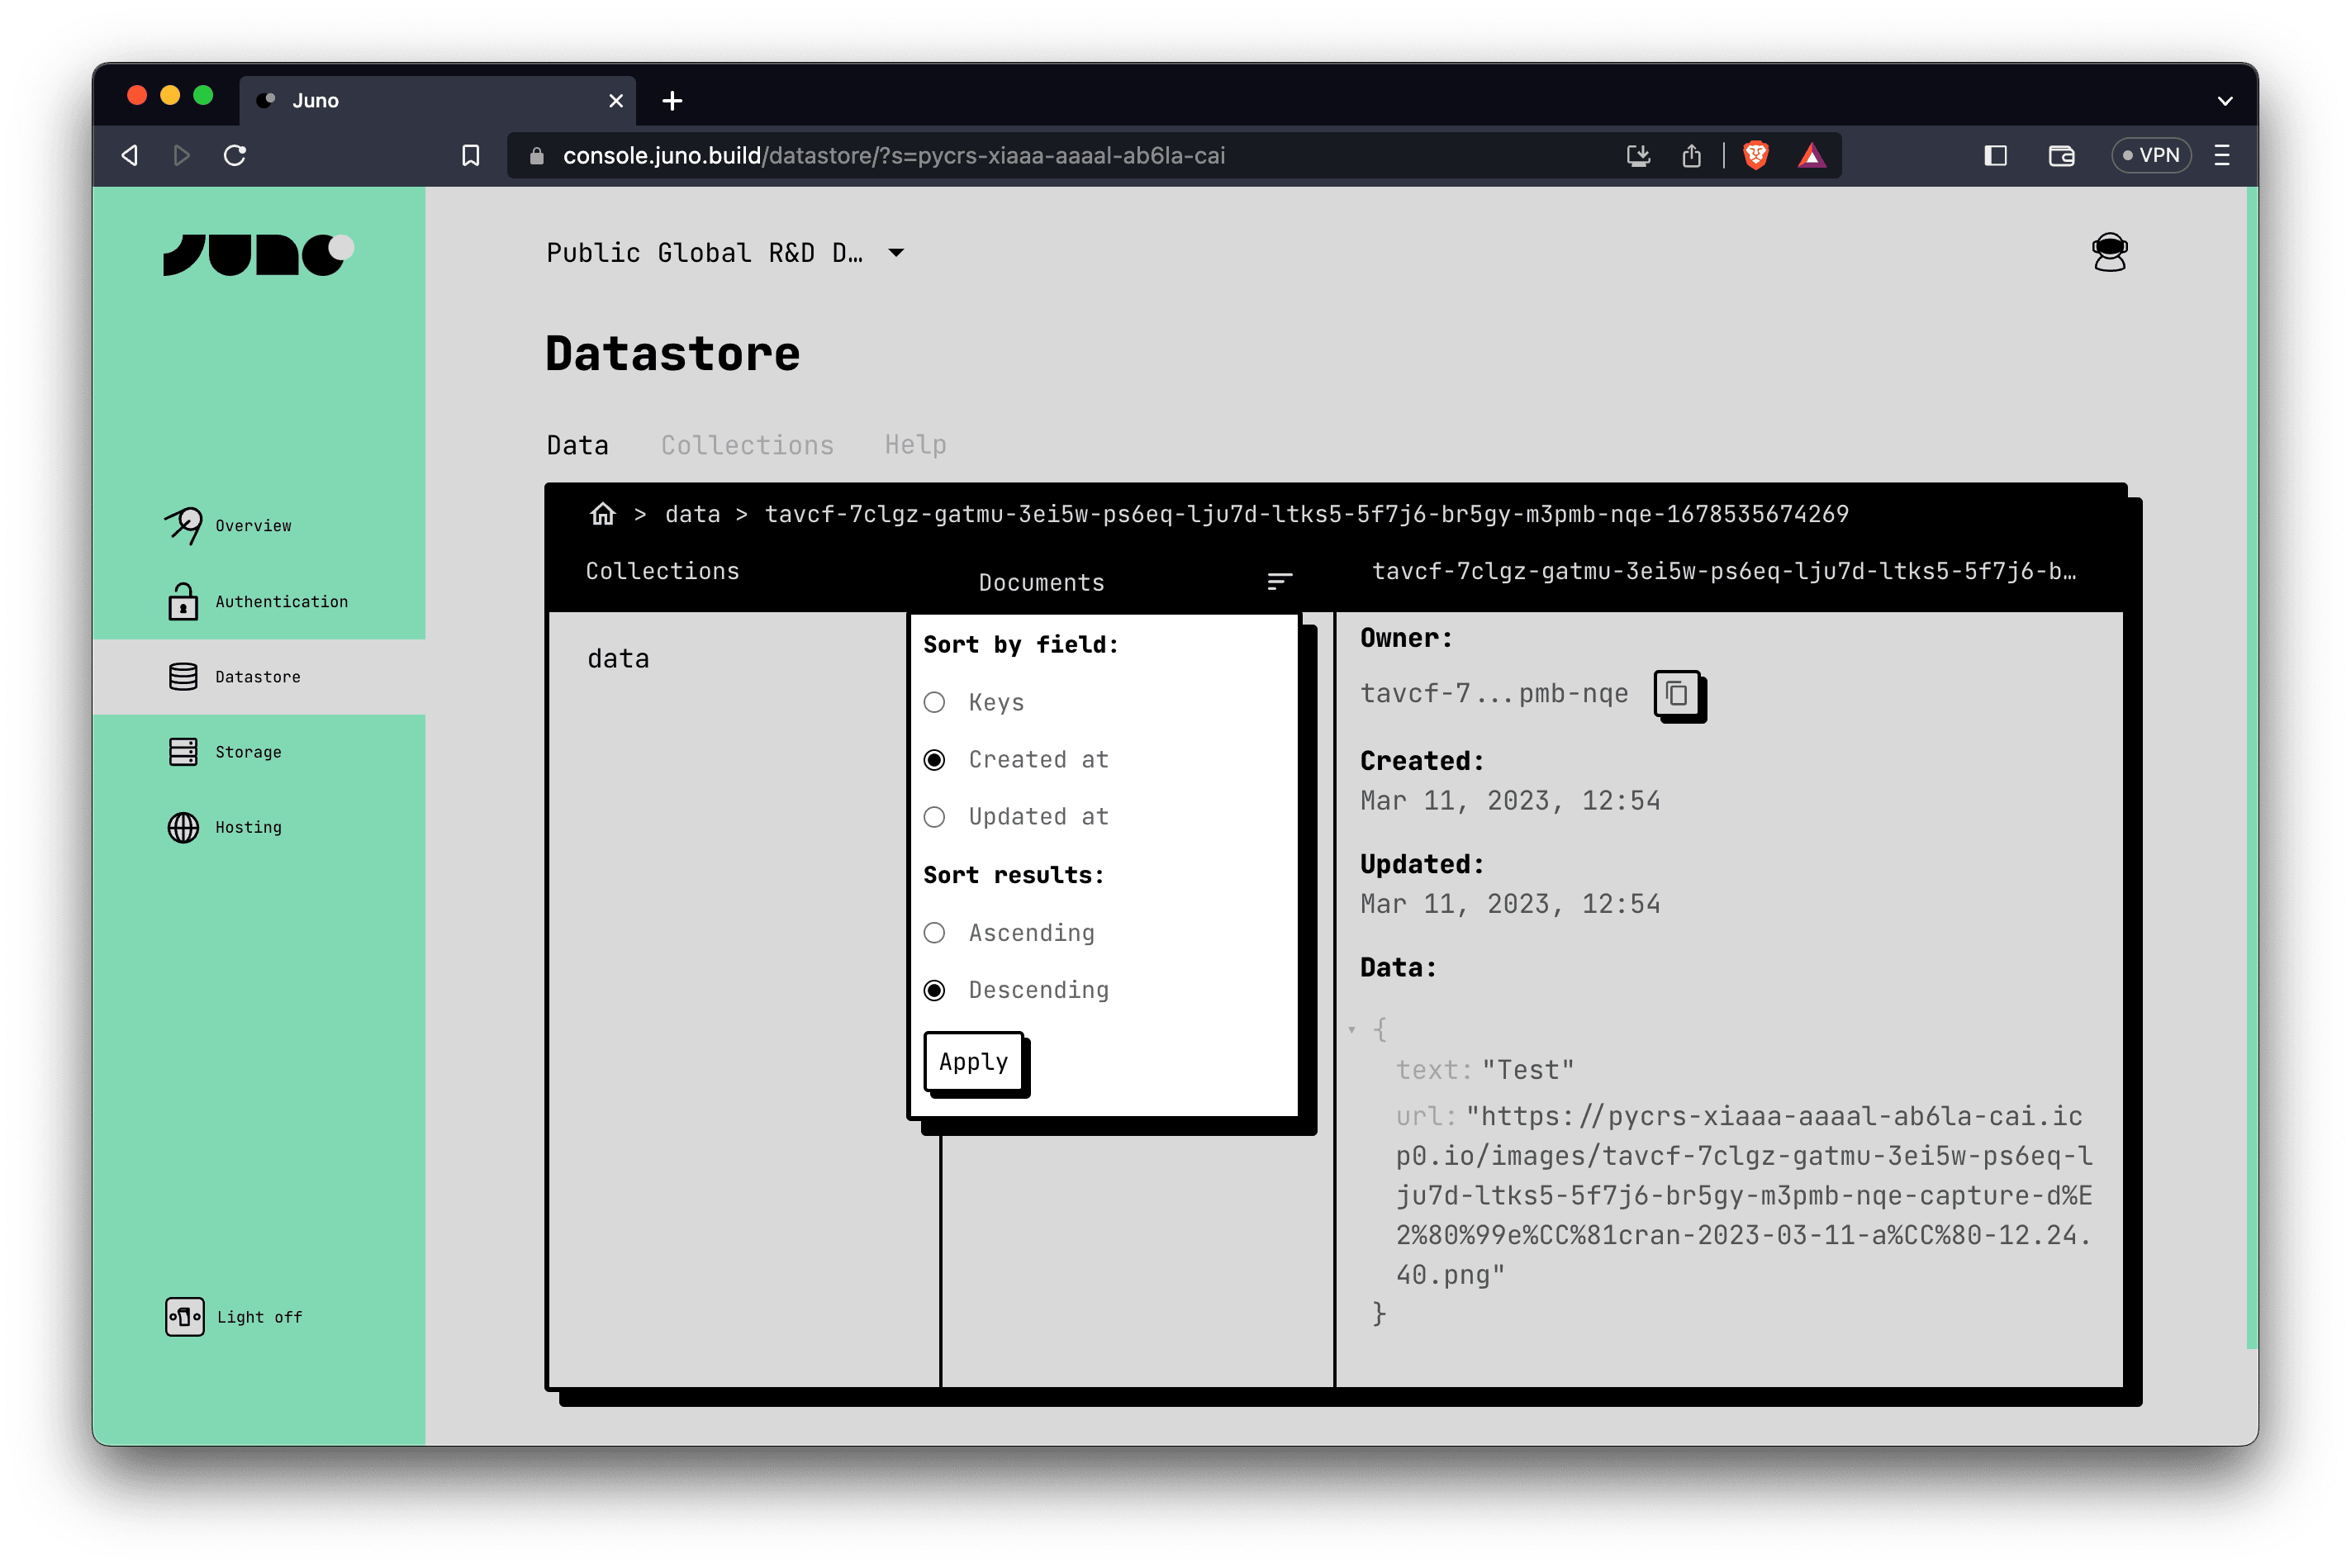 Juno
console.juno.build/datastore/?s=pycrs-xiaaa-aaaal-ab6la-cai
VPN
JUNO
Public Global R&D D…
Datastore
Data Collections Help
> data > tavcf-7clgz-gatmu-3ei5w-ps6eq-lju7d-ltks5-5f7j6-br5gy-m3pmb-nqe-1678535674269
Overview
Authentication
Datastore
Storage
Hosting
Light off
Collections
data
Documents
Sort by field:
Keys
Created at
Updated at
Sort results:
Ascending
Descending
Apply
tavcf-7clgz-gatmu-3ei5w-ps6eq-lju7d-ltks5-5f7j6-b…
Owner:
tavcf-7...pmb-nqe
Created:
Mar 11, 2023, 12:54
Updated:
Mar 11, 2023, 12:54
Data:
{
text: "Test"
url: "https://pycrs-xiaaa-aaaal-ab6la-cai.ic
p0.io/images/tavcf-7clgz-gatmu-3ei5w-ps6eq-l
ju7d-ltks5-5f7j6-br5gy-m3pmb-nqe-capture-d%E
2%80%99e%CC%81cran-2023-03-11-a%CC%80-12.24.
40.png"
}